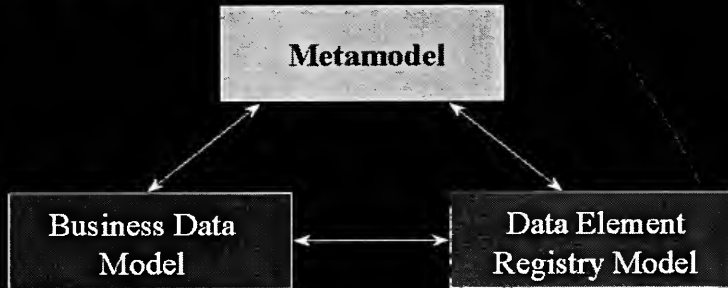 Metamodel
Business Data
Model
Data Element
Registry Model